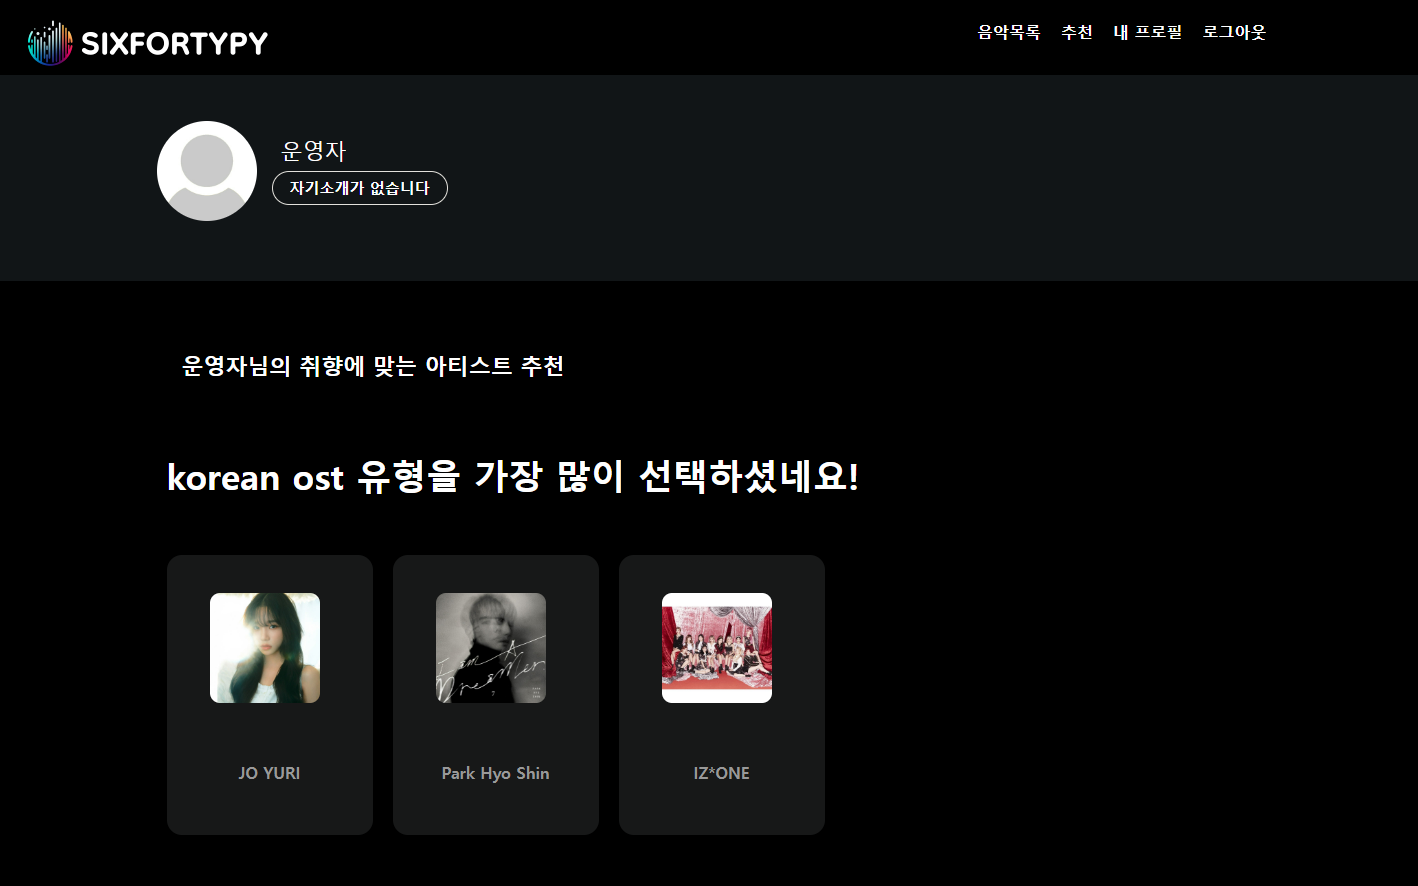 SIXFORTYPY
음악목록 추천 내 프로필 로그아웃
운영자
자기소개가 없습니다
운영자님의 취향에 맞는 아티스트 추천
korean ost 유형을 가장 많이 선택하셨네요!
I am A
Dreamer
JO YURI
Park Hyo Shin
IZ*ONE